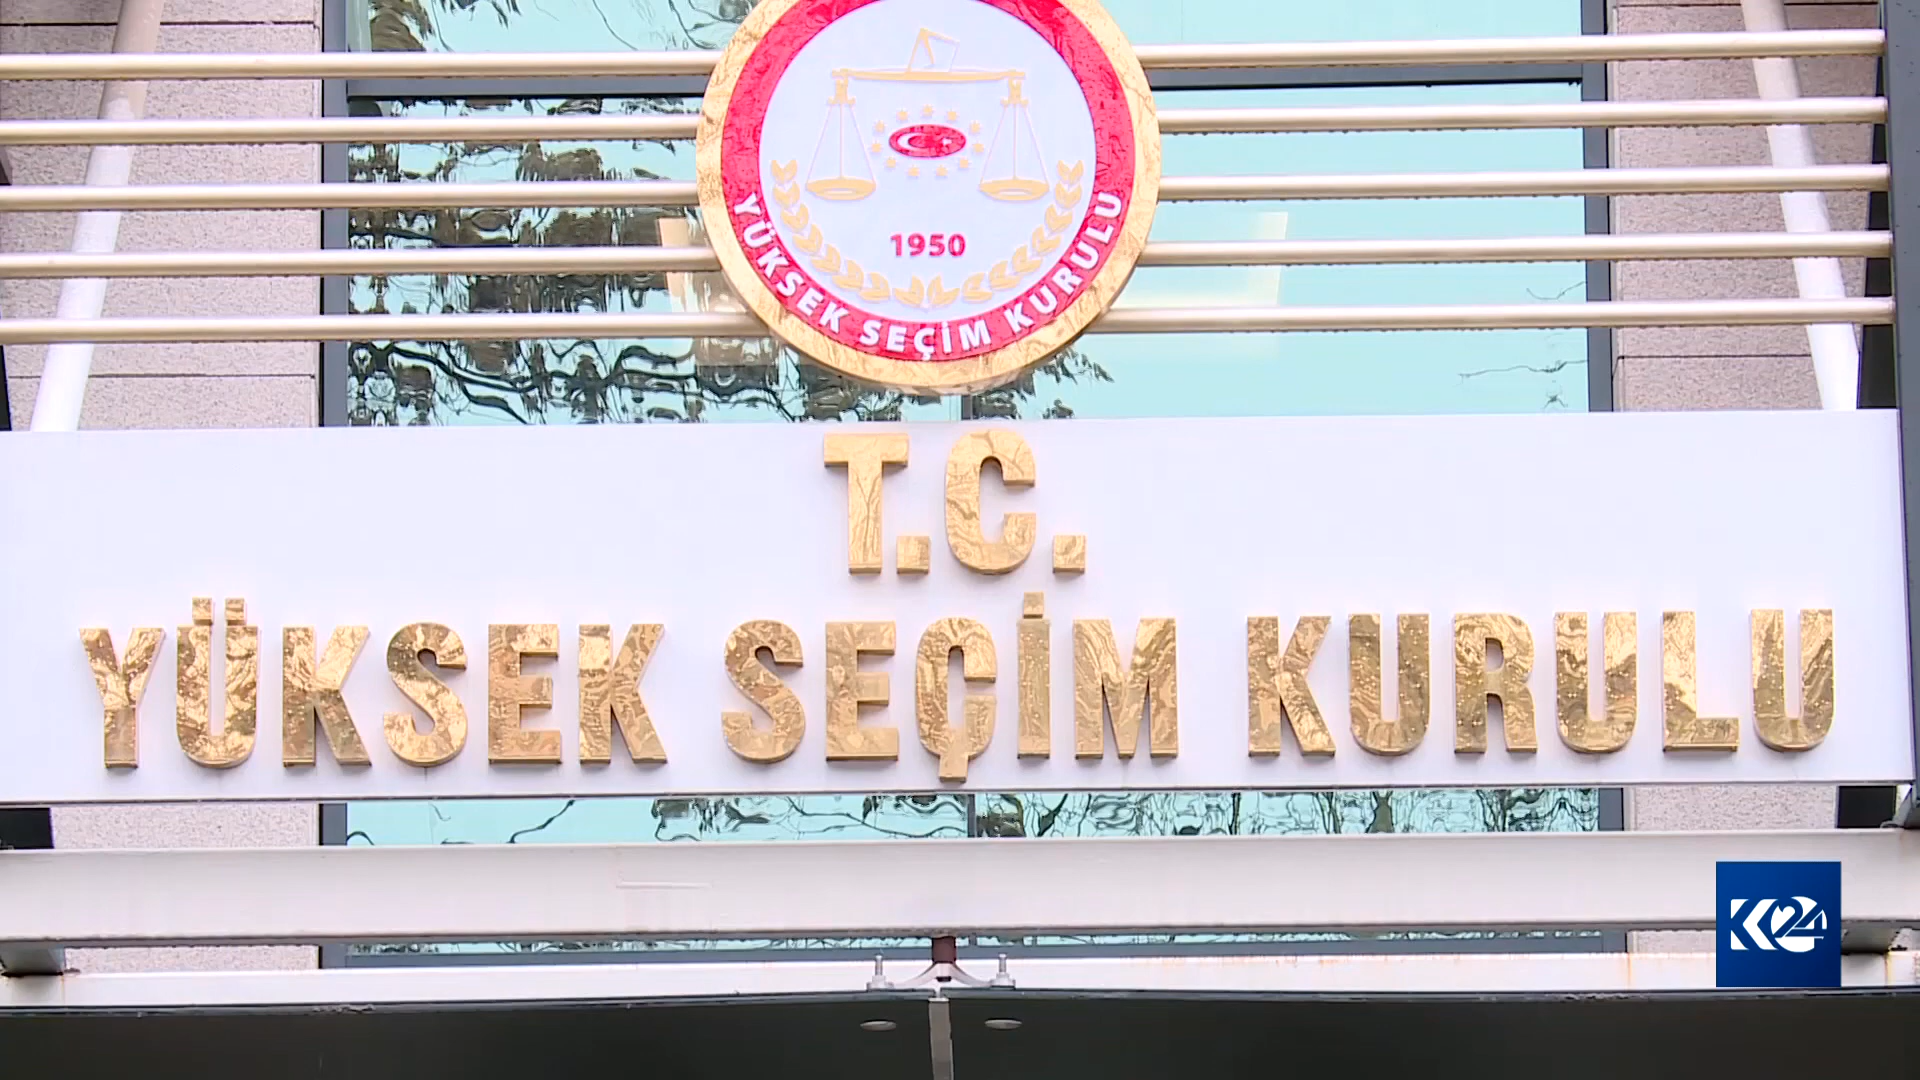 1950
YÜKSEK SEÇİM KURULU
T.C.
YÜKSEK SEÇİM KURULU
K24